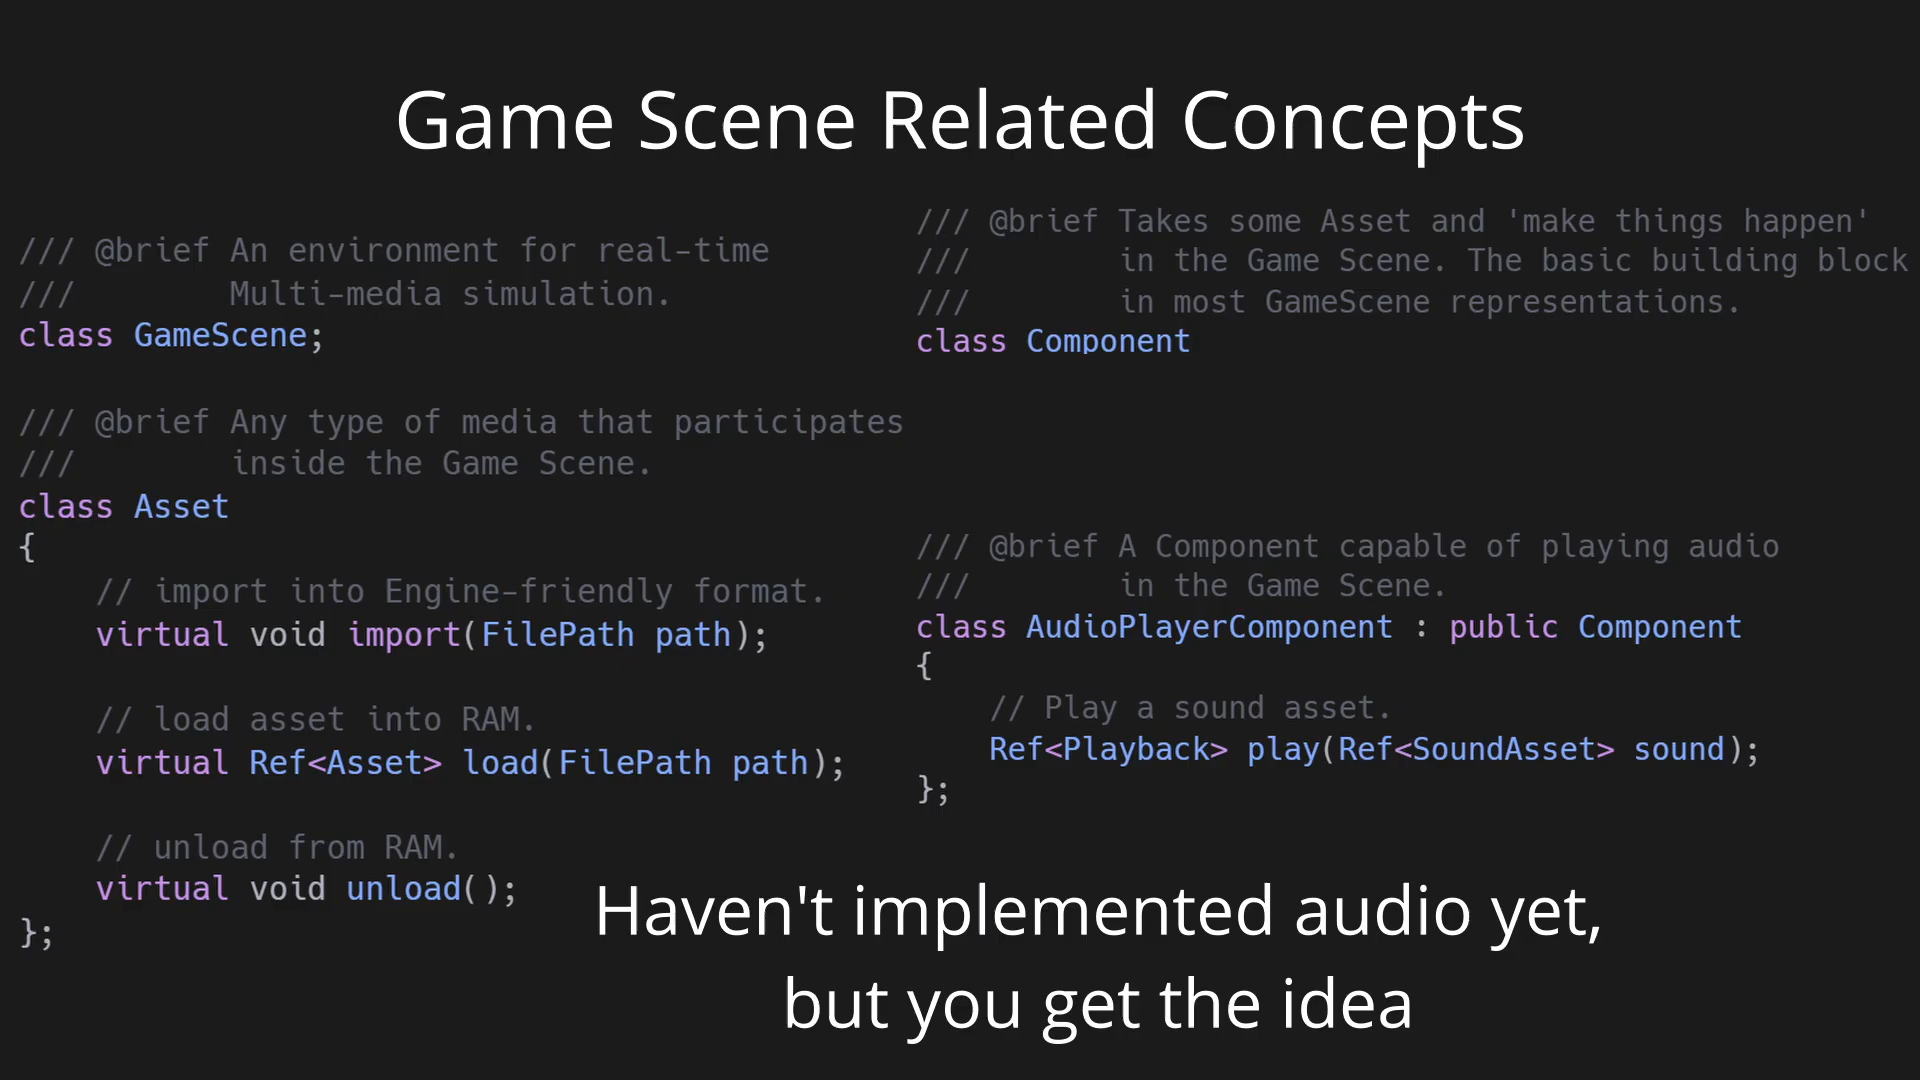 Game Scene Related Concepts
/// @brief An environment for real-time
///        Multi-media simulation.
class GameScene;
/// @brief Any type of media that participates
///        inside the Game Scene.
class Asset
{
    // import into Engine-friendly format.
    virtual void import(FilePath path);
    // load asset into RAM.
    virtual Ref<Asset> load(FilePath path);
    // unload from RAM.
    virtual void unload();
};
/// @brief Takes some Asset and 'make things happen'
///        in the Game Scene. The basic building block
///        in most GameScene representations.
class Component
/// @brief A Component capable of playing audio
///        in the Game Scene.
class AudioPlayerComponent : public Component
{
    // Play a sound asset.
    Ref<Playback> play(Ref<SoundAsset> sound);
};
Haven't implemented audio yet,
but you get the idea